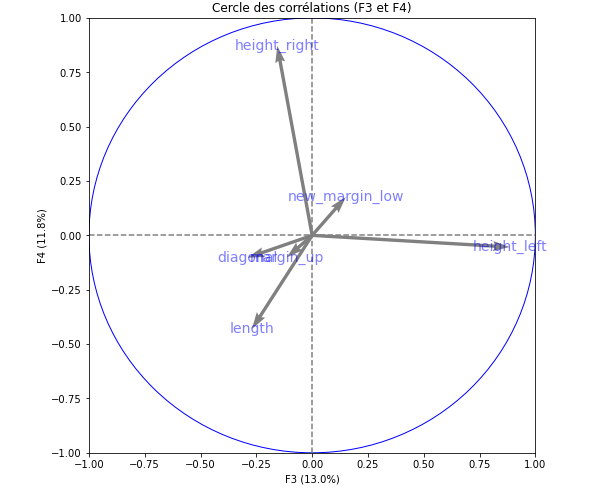 Cercle des corrélations (F3 et F4)
1.00
height_right
0.75
0.50
0.25
new_margin_low
0.00
height_left
diagonal
margin_up
−0.25
length
−0.50
−0.75
−1.00
F4 (11.8%)
−1.00 −0.75 −0.50 −0.25 0.00 0.25 0.50 0.75 1.00
F3 (13.0%)